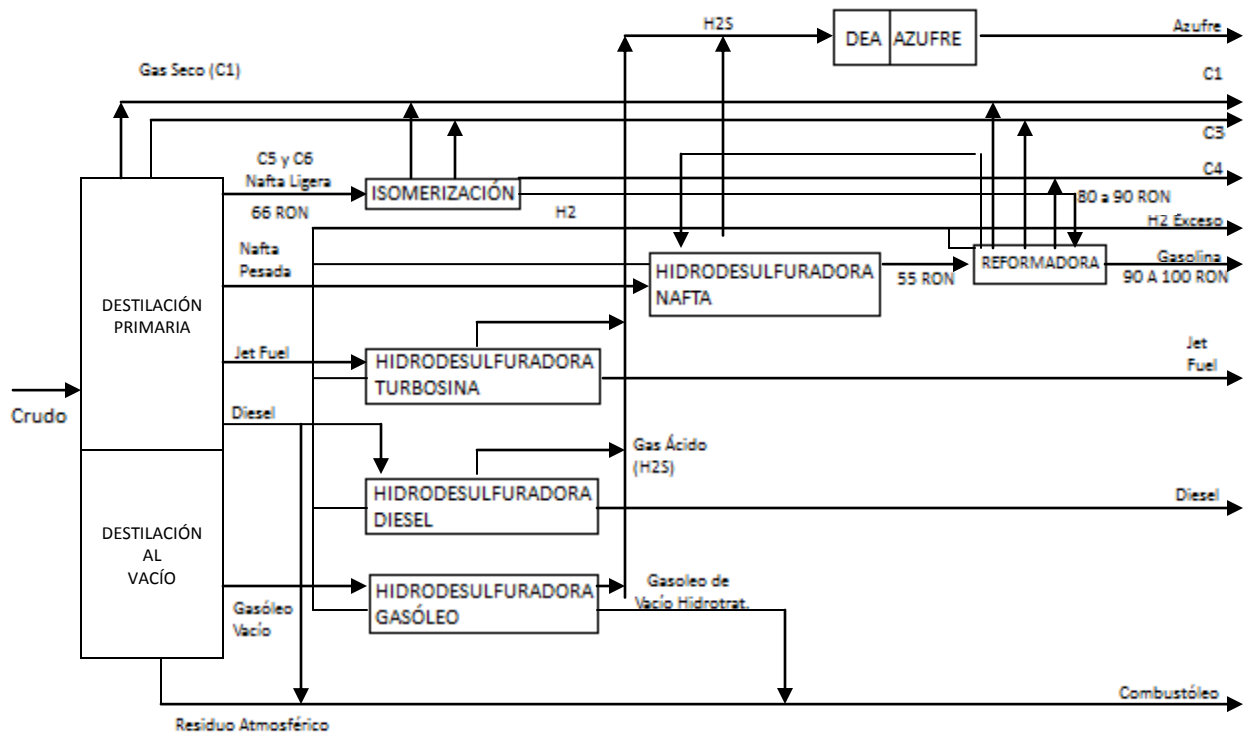 H2S
DEA
AZUFRE
Azufre
Gas Seco (C1)
C1
C3
C5 y C6
Nafta Ligera
ISOMERIZACIÓN
C4
66 RON
H2
80 a 90 RON
H2 Exceso
Nafta
Pesada
HIDRODESULFURADORA
NAFTA
55 RON
REFORMADORA
Gasolina
90 A 100 RON
DESTILACIÓN
PRIMARIA
Jet Fuel
HIDRODESULFURADORA
TURBOSINA
Jet
Fuel
Crudo
Diesel
Gas Ácido
(H2S)
HIDRODESULFURADORA
DIESEL
Diesel
DESTILACIÓN
AL
VACÍO
Gasóleo
Vacío
HIDRODESULFURADORA
GASÓLEO
Gasoleo de
Vacío Hidrotrat.
Combustóleo
Residuo Atmosférico